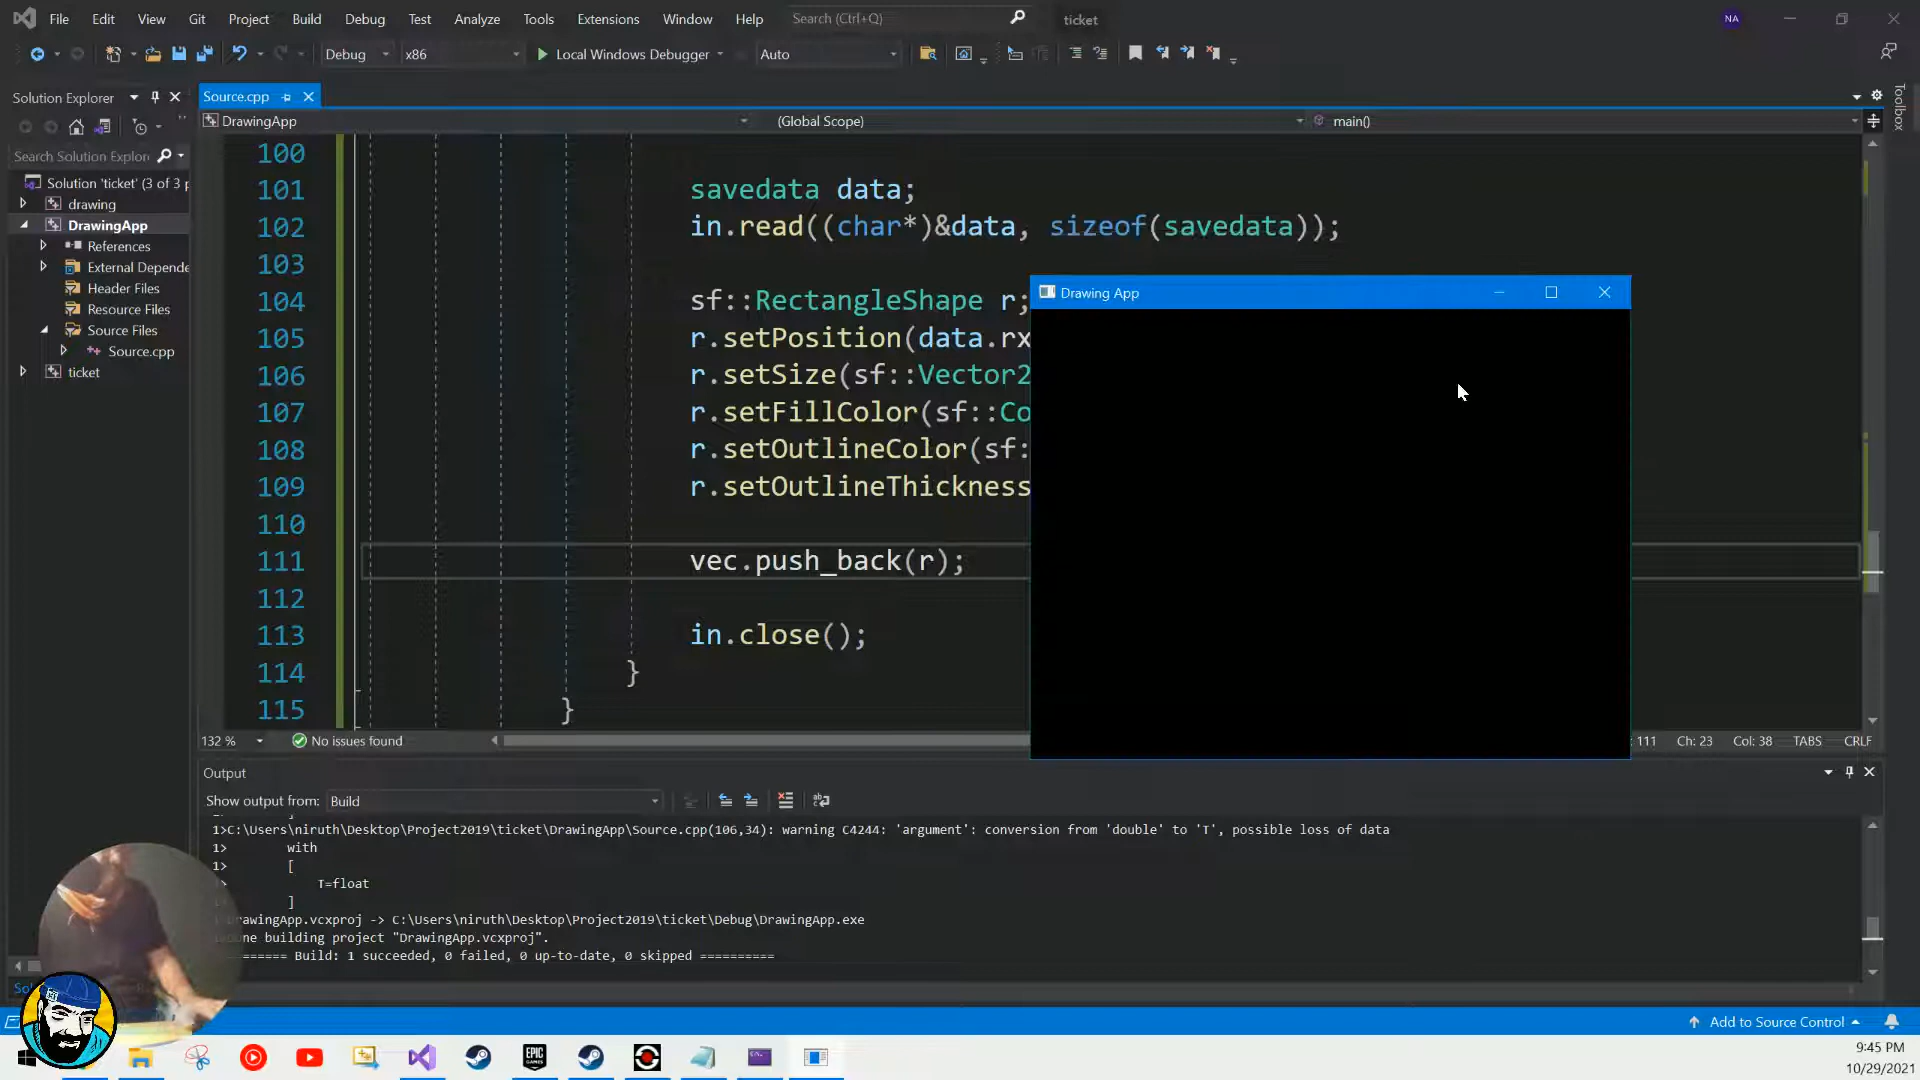 File Edit View Git Project Build Debug Test Analyze Tools Extensions Window Help Search (Ctrl+Q) ticket NA
Debug x86 Local Windows Debugger Auto
Solution Explorer
Search Solution Explor
Solution 'ticket' (3 of 3 p
drawing
DrawingApp
References
External Depende
Header Files
Resource Files
Source Files
Source.cpp
ticket
Source.cpp
DrawingApp (Global Scope) main()
Toolbox
100
101 savedata data;
102 in.read((char*)&data, sizeof(savedata));
103
104 sf::RectangleShape r;
105 r.setPosition(data.rx
106 r.setSize(sf::Vector2
107 r.setFillColor(sf::Co
108 r.setOutlineColor(sf:
109 r.setOutlineThickness
110
111 vec.push_back(r);
112
113 in.close();
114 }
115 }
Drawing App
132 % No issues found : 111 Ch: 23 Col: 38 TABS CRLF
Output
Show output from: Build
1>C:\Users\niruth\Desktop\Project2019\ticket\DrawingApp\Source.cpp(106,34): warning C4244: 'argument': conversion from 'double' to 'T', possible loss of data
1> with
1> [
> T=float
> ]
rawingApp.vcxproj -> C:\Users\niruth\Desktop\Project2019\ticket\Debug\DrawingApp.exe
one building project "DrawingApp.vcxproj".
========= Build: 1 succeeded, 0 failed, 0 up-to-date, 0 skipped ==========
Add to Source Control
EPIC GAMES
9:45 PM
10/29/2021